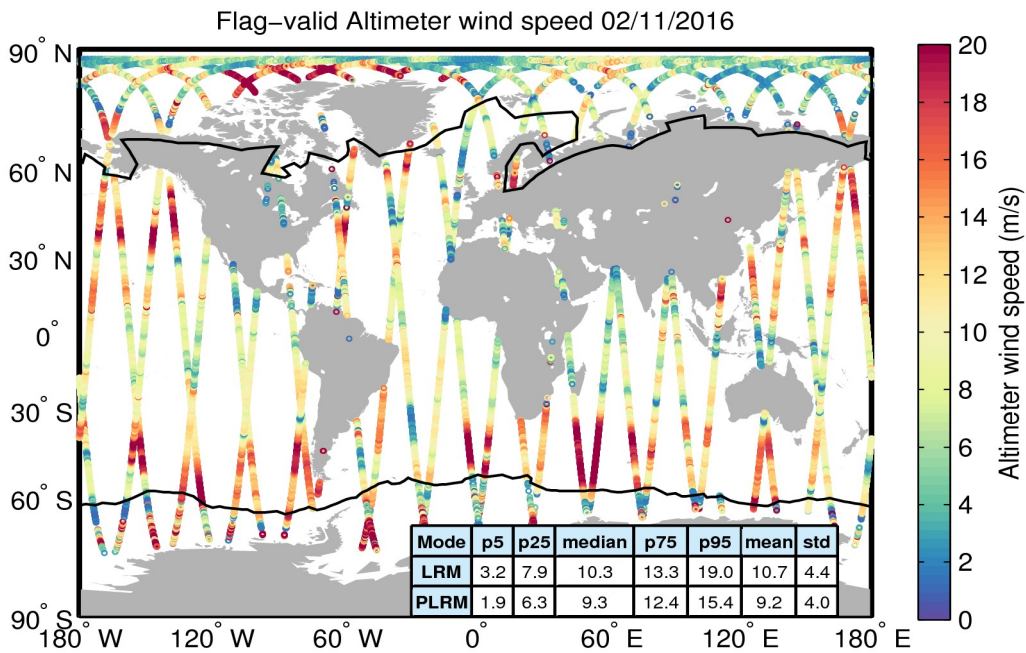 Flag−valid Altimeter wind speed 02/11/2016
90° N
60° N
30° N
0°
30° S
60° S
90° S
180° W
120° W
60° W
0°
60° E
120° E
180° E
Mode p5 p25 median p75 p95 mean std
LRM 3.2 7.9 10.3 13.3 19.0 10.7 4.4
PLRM 1.9 6.3 9.3 12.4 15.4 9.2 4.0
20
18
16
14
12
10
8
6
4
2
0
Altimeter wind speed (m/s)